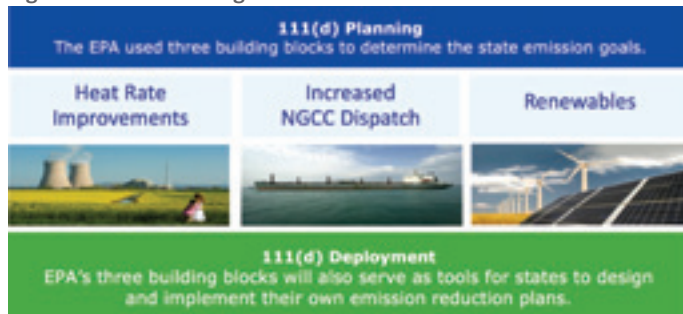 111(d) Planning
The EPA used three building blocks to determine the state emission goals.
Heat Rate
Improvements
Increased
NGCC Dispatch
Renewables
111(d) Deployment
EPA's three building blocks will also serve as tools for states to design
and implement their own emission reduction plans.